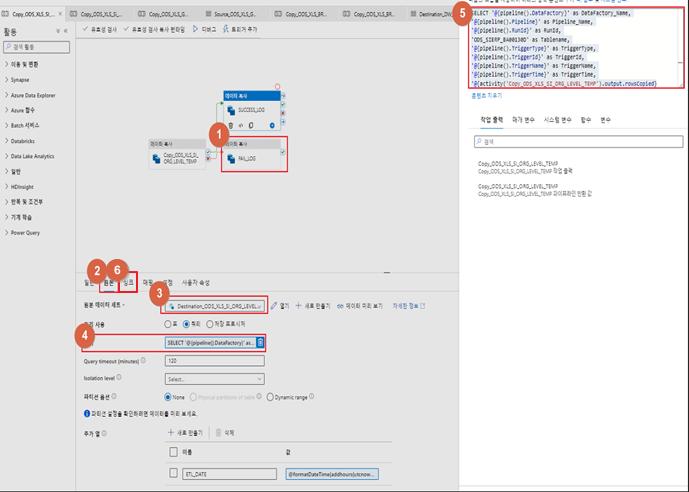 Copy_ODS_XLS_SI_...
Copy_ODS_XLS_SI_...
Copy_ODS_XLS_G...
Source_ODS_XLS_G...
Copy_ODS_XLS_BR...
Copy_ODS_XLS_BR...
Destination_DW_
활동
유효성 검사
유효성 검사 복사 런타임
디버그
트리거 추가
활동 검색
이동 및 변환
Synapse
Azure Data Explorer
Azure 함수
Batch 서비스
Databricks
Data Lake Analytics
일반
HDInsight
반복 및 조건부
기계 학습
Power Query
데이터 복사
SUCCESS_LOG
1
데이터 복사
Copy_ODS_XLS_SI_
ORG_LEVEL_TEMP
데이터 복사
FAIL_LOG
2
6
일반
원본
싱크
매핑
설정
사용자 속성
3
원본 데이터 세트 *
Destination_ODS_XLS_SI_ORG_LEVEL...
열기
새로 만들기
데이터 미리 보기
자세한 정보
사용
표
쿼리
저장 프로시저
4
SELECT '@{pipeline().DataFactory}' as...
Query timeout (minutes)
120
Isolation level
Select...
파티션 옵션
None
Physical partitions of table
Dynamic range
파티션 설정을 확인하려면 데이터를 미리 보세요.
추가 열
새로 만들기
삭제
이름
값
ETL_DATE
@formatDateTime(addhours(utcnow...
5
SELECT '@{pipeline().DataFactory}' as DataFactory_Name,
'@{pipeline().Pipeline}' as Pipeline_Name,
'@{pipeline().RunId}' as RunId,
'ODS_SIERP_BA00130D' as Tablename,
'@{pipeline().TriggerType}' as TriggerType,
'@{pipeline().TriggerId}' as TriggerId,
'@{pipeline().TriggerName}' as TriggerName,
'@{pipeline().TriggerTime}' as TriggerTime,
'@{activity('Copy_ODS_XLS_SI_ORG_LEVEL_TEMP').output.rowsCopied}
콘텐츠 지우기
작업 출력
매개 변수
시스템 변수
함수
변수
검색
Copy_ODS_XLS_SI_ORG_LEVEL_TEMP
Copy_ODS_XLS_SI_ORG_LEVEL_TEMP 작업 출력
Copy_ODS_XLS_SI_ORG_LEVEL_TEMP
Copy_ODS_XLS_SI_ORG_LEVEL_TEMP 파이프라인 반환 값